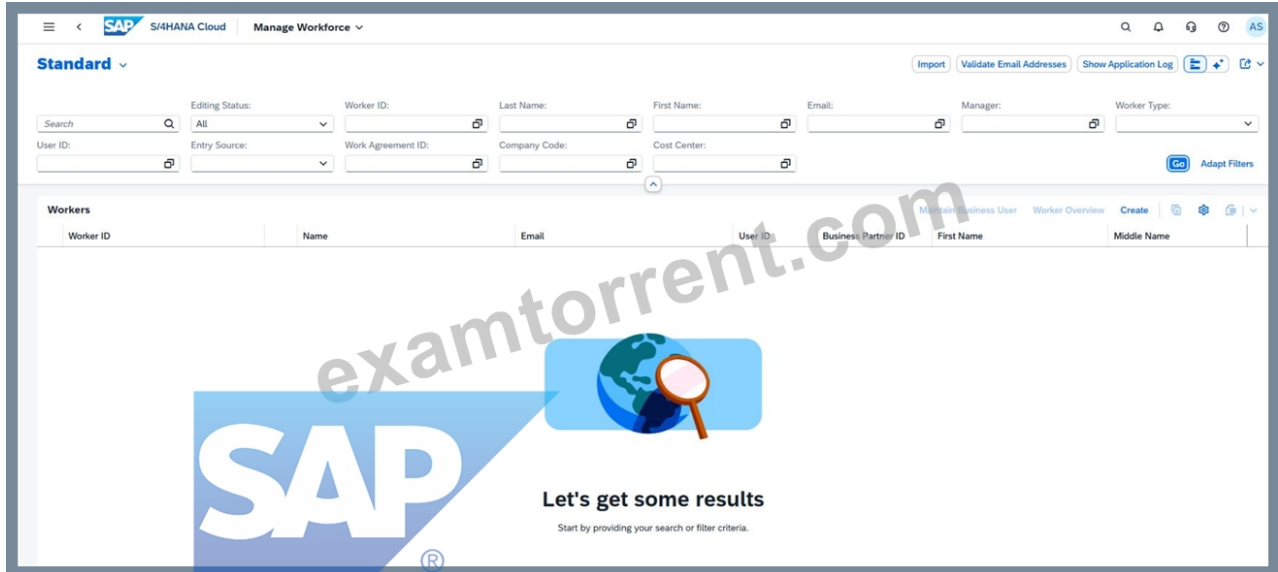 SAP S/4HANA Cloud Manage Workforce AS
Standard Import Validate Email Addresses Show Application Log
Editing Status: Worker ID: Last Name: First Name: Email: Manager: Worker Type:
Search All
User ID: Entry Source: Work Agreement ID: Company Code: Cost Center:
Go Adapt Filters
Workers Maintain Business User Worker Overview Create
Worker ID Name Email User ID Business Partner ID First Name Middle Name
examtorrent.com
SAP
®
Let's get some results
Start by providing your search or filter criteria.